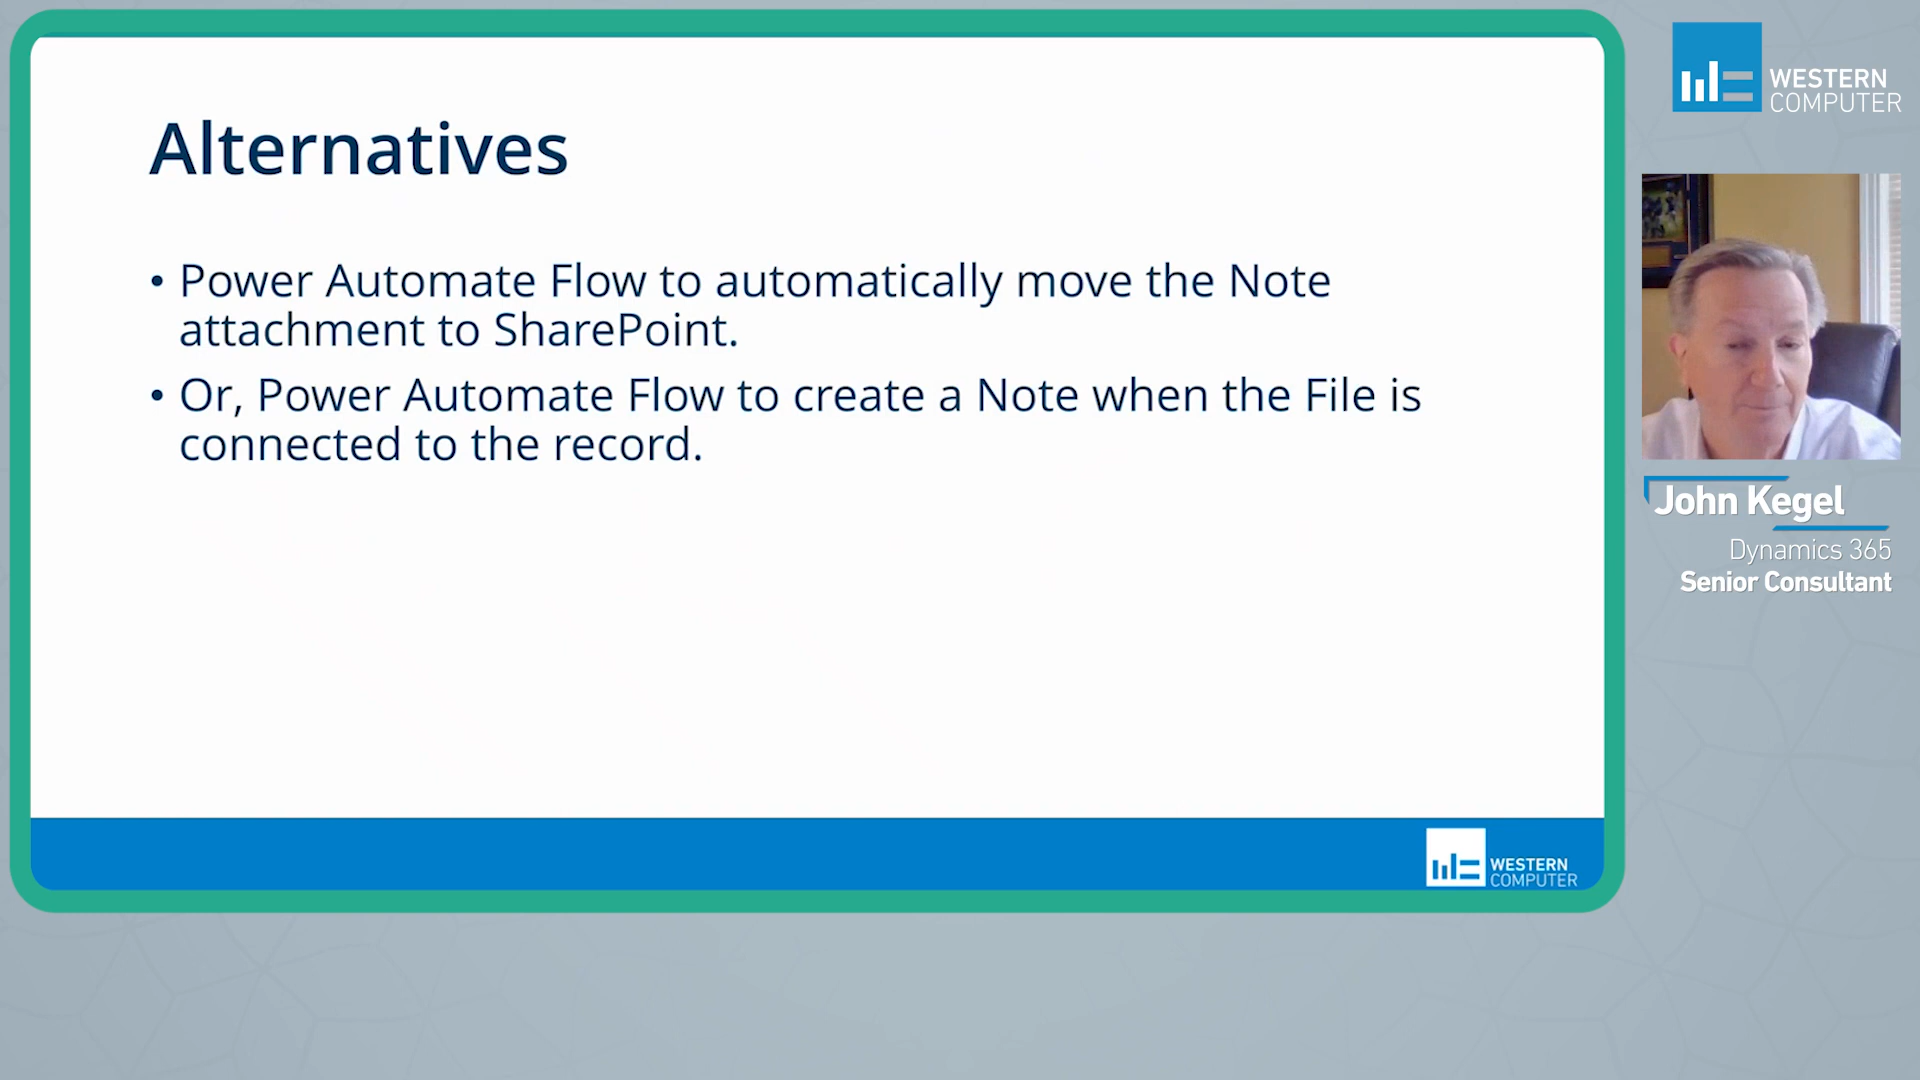 Alternatives
• Power Automate Flow to automatically move the Note
attachment to SharePoint.
• Or, Power Automate Flow to create a Note when the File is
connected to the record.
WESTERN
COMPUTER
WESTERN
COMPUTER
John Kegel
Dynamics 365
Senior Consultant